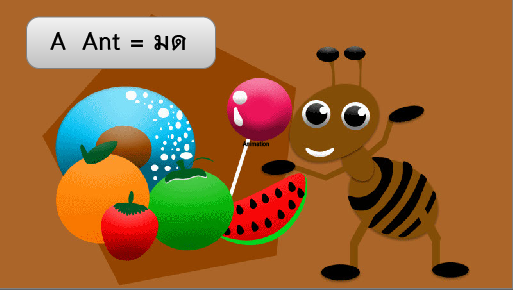 A Ant = มด
Animation